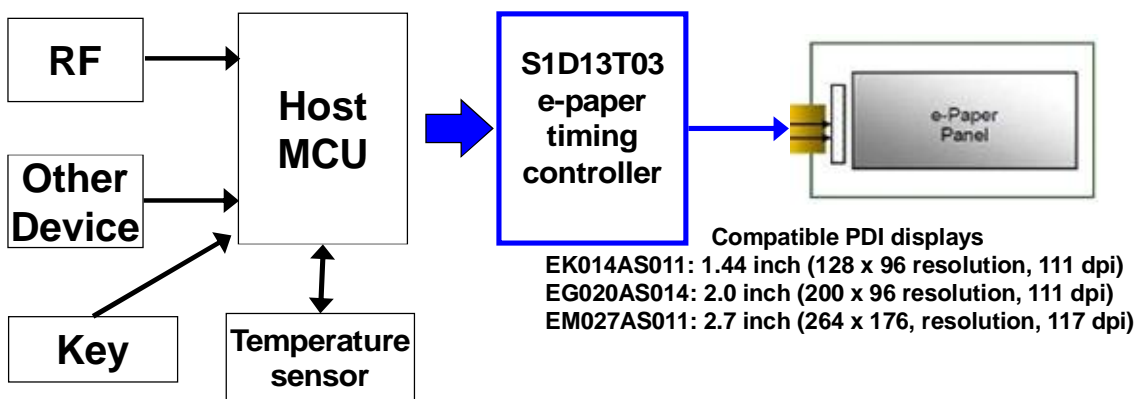 RF
Host
MCU
Other
Device
Key
Temperature
sensor
S1D13T03
e-paper
timing
controller
e-Paper
Panel
Compatible PDI displays
EK014AS011: 1.44 inch (128 x 96 resolution, 111 dpi)
EG020AS014: 2.0 inch (200 x 96 resolution, 111 dpi)
EM027AS011: 2.7 inch (264 x 176, resolution, 117 dpi)